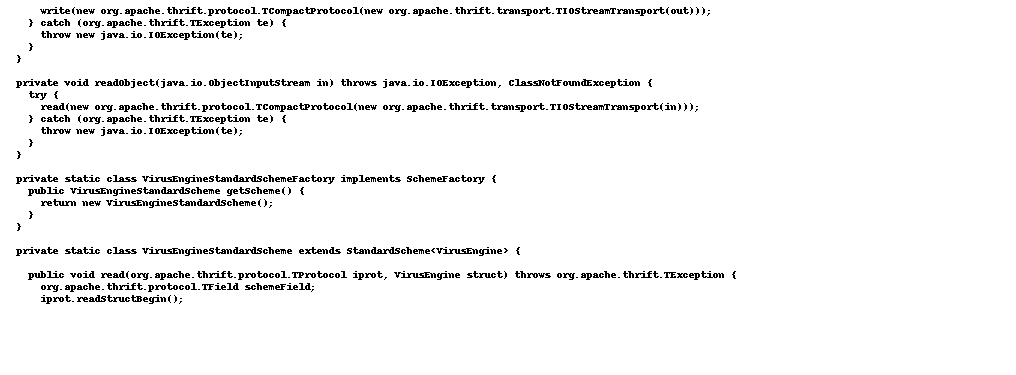 write(new org.apache.thrift.protocol.TCompactProtocol(new org.apache.thrift.transport.TIOStreamTransport(out)));
  } catch (org.apache.thrift.TException te) {
    throw new java.io.IOException(te);
  }
}

private void readObject(java.io.ObjectInputStream in) throws java.io.IOException, ClassNotFoundException {
  try {
    read(new org.apache.thrift.protocol.TCompactProtocol(new org.apache.thrift.transport.TIOStreamTransport(in)));
  } catch (org.apache.thrift.TException te) {
    throw new java.io.IOException(te);
  }
}

private static class VirusEngineStandardSchemeFactory implements SchemeFactory {
  public VirusEngineStandardScheme getScheme() {
    return new VirusEngineStandardScheme();
  }
}

private static class VirusEngineStandardScheme extends StandardScheme<VirusEngine> {

  public void read(org.apache.thrift.protocol.TProtocol iprot, VirusEngine struct) throws org.apache.thrift.TException {
    org.apache.thrift.protocol.TField schemeField;
    iprot.readStructBegin();